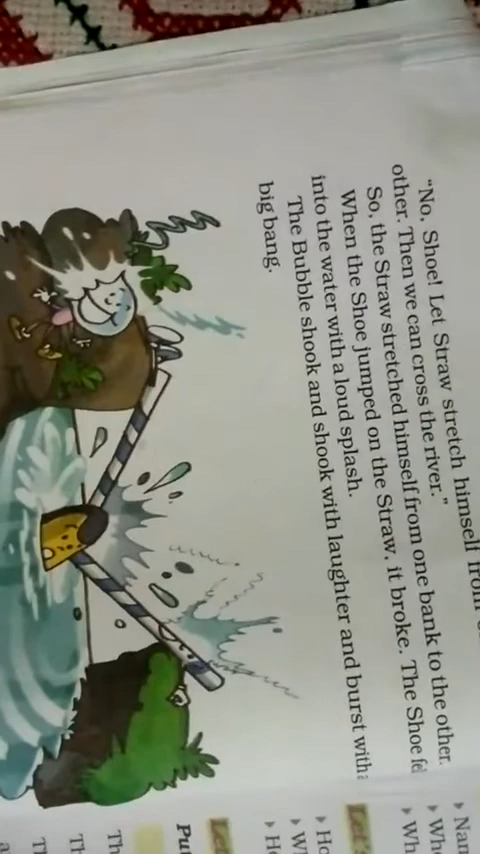 "No, Shoe! Let Straw stretch himself from
other. Then we can cross the river."
So, the Straw stretched himself from one bank to the other.
When the Shoe jumped on the Straw, it broke. The Shoe
into the water with a loud splash.
The Bubble shook and shook with laughter and burst with
big bang.